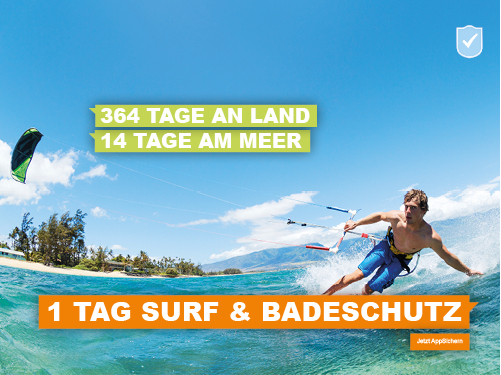 364 TAGE AN LAND
14 TAGE AM MEER
1 TAG SURF & BADESCHUTZ
Jetzt AppSichern